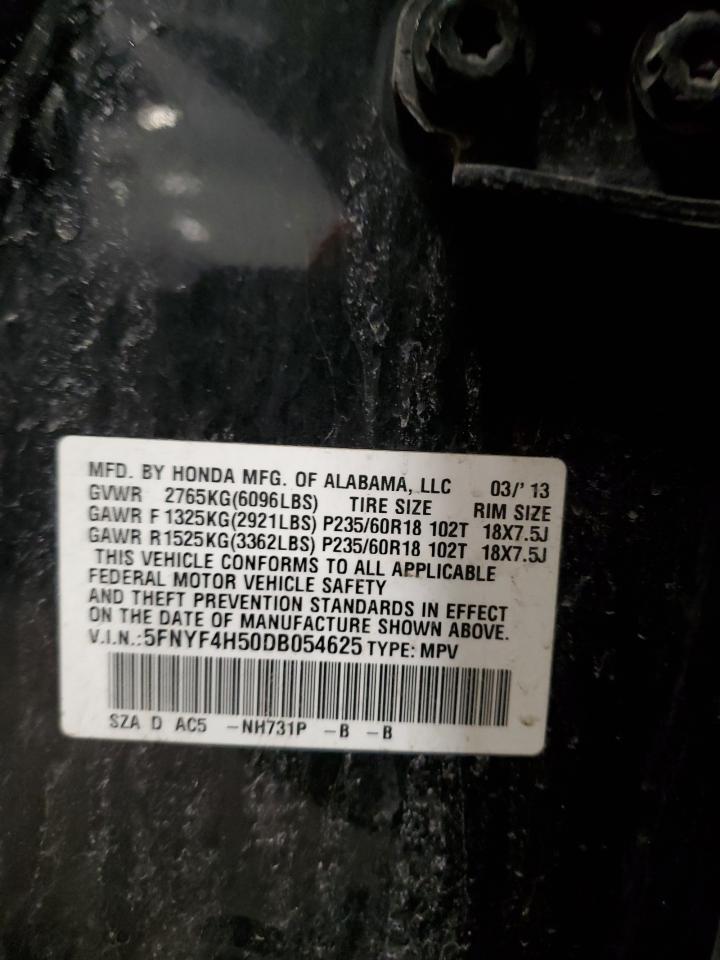 MFD. BY HONDA MFG. OF ALABAMA, LLC 03/'13
GVWR 2765KG(6096LBS) TIRE SIZE RIM SIZE
GAWR F 1325KG(2921LBS) P235/60R18 102T 18X7.5J
GAWR R 1525KG(3362LBS) P235/60R18 102T 18X7.5J
THIS VEHICLE CONFORMS TO ALL APPLICABLE
FEDERAL MOTOR VEHICLE SAFETY
AND THEFT PREVENTION STANDARDS IN EFFECT
ON THE DATE OF MANUFACTURE SHOWN ABOVE.
V.I.N.:5FNYF4H50DB054625 TYPE: MPV
SZA D AC5 -NH731P -B -B